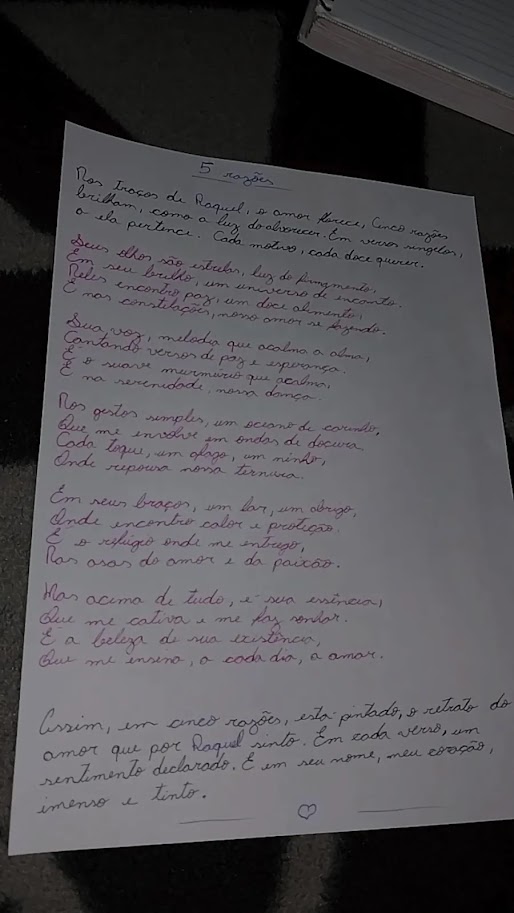 5 razões
Nos traços de Raquel, o amor floresce, Cinco razões
brilham, como a luz do alvorecer. Em versos singelos,
a ela pertence. Cada motivo, cada doce querer.
Seus olhos são estrelas, luz do firmamento,
Em seu brilho, um universo de encanto.
Neles encontro paz, um doce alimento,
E nas constelações, nosso amor se fazendo.
Sua voz, melodia que acalma a alma,
Cantando versos de paz e esperança.
É o suave murmúrio que acalma,
E na serenidade, nossa dança.
Nos gestos simples, um oceano de carinho,
Que me envolve em ondas de doçura
Cada toque, um afago, um ninho,
Onde repousa nossa ternura.
Em seus braços, um lar, um abrigo,
Onde encontro calor e proteção.
É o refúgio onde me entrego,
Nas asas do amor e da paixão.
Mas acima de tudo, é sua essência,
Que me cativa e me faz sonhar.
É a beleza de sua existência,
Que me ensina, a cada dia, a amar.
Assim, em cinco razões, está pintado, o retrato do
amor que por Raquel sinto. Em cada verso, um
sentimento declarado. E em seu nome, meu coração,
imenso e tinto.